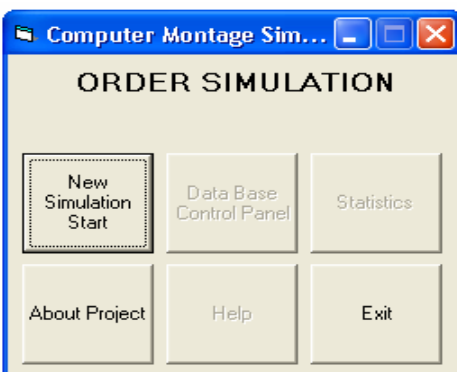 Computer Montage Sim...
ORDER SIMULATION
New
Simulation
Start
Data Base
Control Panel
Statistics
About Project
Help
Exit